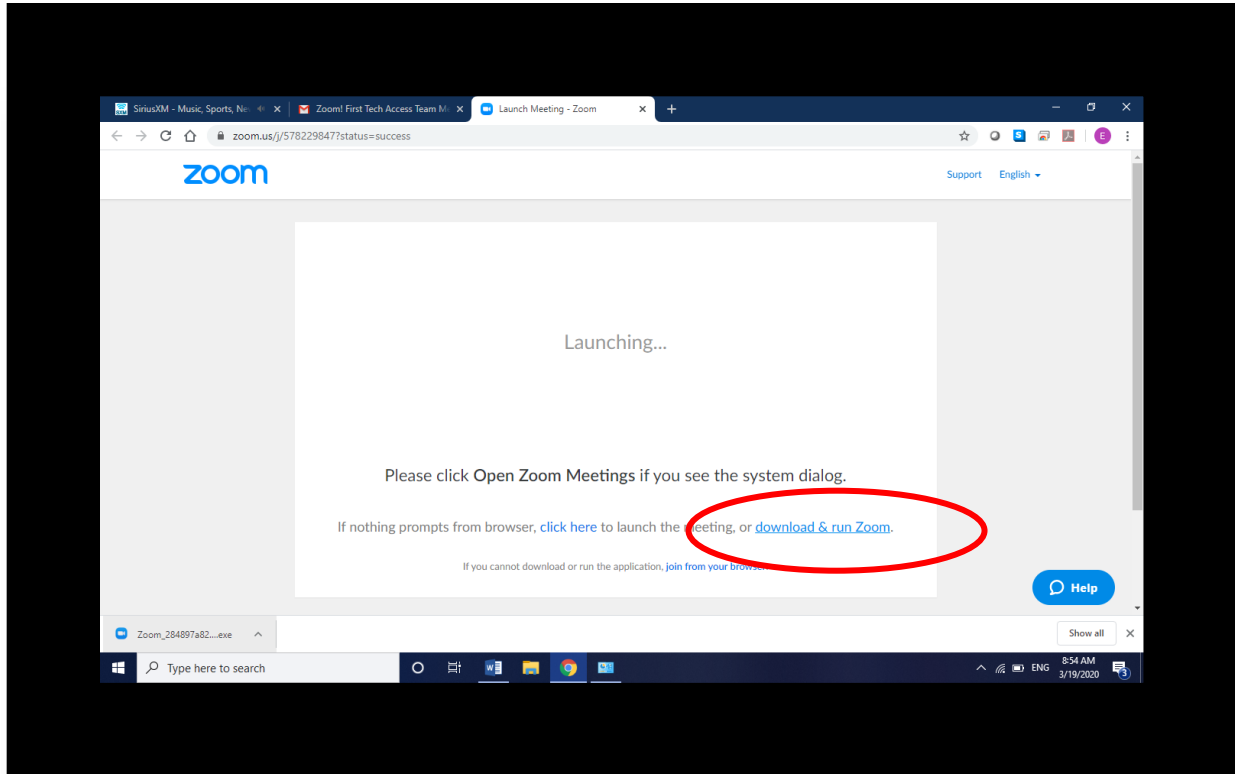 SiriusXM - Music, Sports, Ne
Zoom! First Tech Access Team M
Launch Meeting - Zoom
zoom.us/j/578229847?status=success
E
zoom
Support English
Launching...
Please click Open Zoom Meetings if you see the system dialog.
If nothing prompts from browser, click here to launch the meeting, or download & run Zoom.
If you cannot download or run the application, join from your browser.
Help
Zoom_284897a82....exe
Show all
Type here to search
ENG
8:54 AM
3/19/2020
3